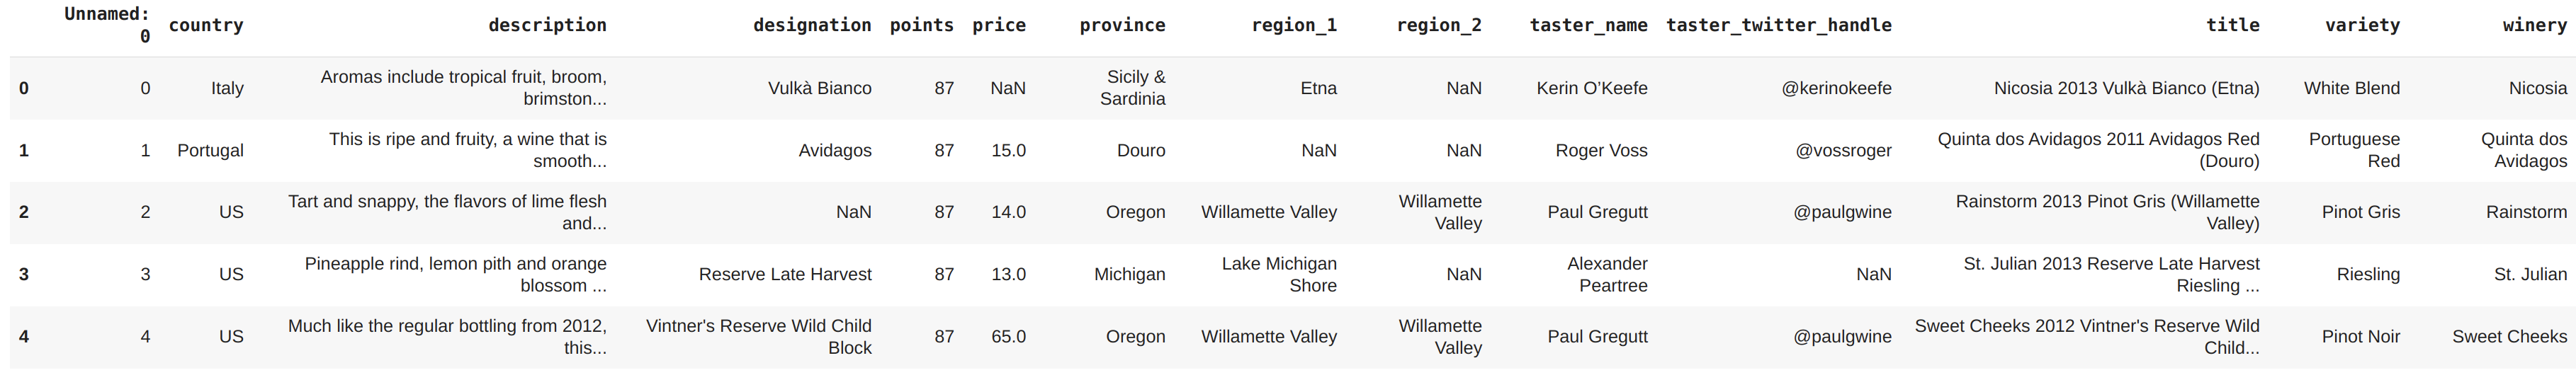 Unnamed: 0 country description designation points price province region_1 region_2 taster_name taster_twitter_handle title variety winery
0 0 Italy Aromas include tropical fruit, broom, brimston... Vulkà Bianco 87 NaN Sicily & Sardinia Etna NaN Kerin O’Keefe @kerinokeefe Nicosia 2013 Vulkà Bianco (Etna) White Blend Nicosia
1 1 Portugal This is ripe and fruity, a wine that is smooth... Avidagos 87 15.0 Douro NaN NaN Roger Voss @vossroger Quinta dos Avidagos 2011 Avidagos Red (Douro) Portuguese Red Quinta dos Avidagos
2 2 US Tart and snappy, the flavors of lime flesh and... NaN 87 14.0 Oregon Willamette Valley Willamette Valley Paul Gregutt @paulgwine Rainstorm 2013 Pinot Gris (Willamette Valley) Pinot Gris Rainstorm
3 3 US Pineapple rind, lemon pith and orange blossom ... Reserve Late Harvest 87 13.0 Michigan Lake Michigan Shore NaN Alexander Peartree NaN St. Julian 2013 Reserve Late Harvest Riesling ... Riesling St. Julian
4 4 US Much like the regular bottling from 2012, this... Vintner's Reserve Wild Child Block 87 65.0 Oregon Willamette Valley Willamette Valley Paul Gregutt @paulgwine Sweet Cheeks 2012 Vintner's Reserve Wild Child... Pinot Noir Sweet Cheeks